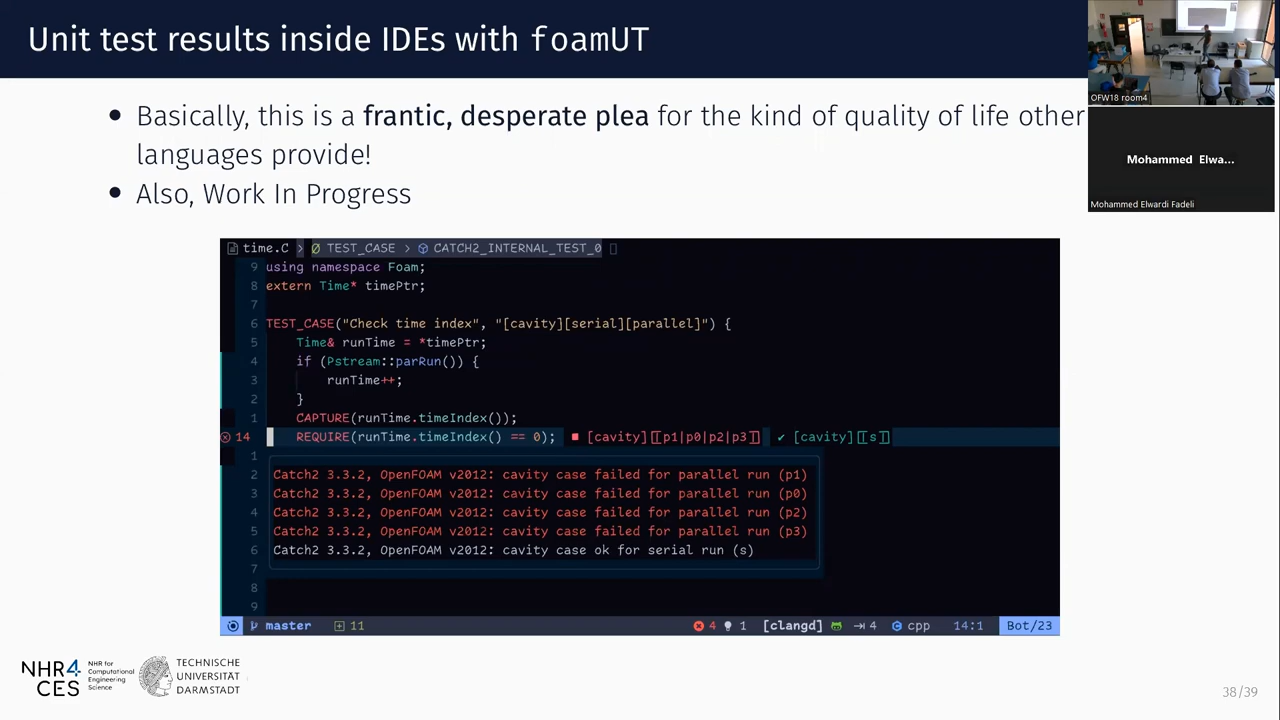 Unit test results inside IDEs with foamUT
• Basically, this is a frantic, desperate plea for the kind of quality of life other
languages provide!
• Also, Work In Progress
OFW18 room4
Mohammed Elwa...
Mohammed Elwardi Fadeli
time.C > TEST_CASE > CATCH2_INTERNAL_TEST_0
9 using namespace Foam;
8 extern Time* timePtr;
7
6 TEST_CASE("Check time index", "[cavity][serial][parallel]") {
5 Time& runTime = *timePtr;
4 if (Pstream::parRun()) {
3 runTime++;
2 }
1 CAPTURE(runTime.timeIndex());
14 REQUIRE(runTime.timeIndex() == 0); ■ [cavity][[p1|p0|p2|p3]] ✔ [cavity][[s]]
1
2 Catch2 3.3.2, OpenFOAM v2012: cavity case failed for parallel run (p1)
3 Catch2 3.3.2, OpenFOAM v2012: cavity case failed for parallel run (p0)
4 Catch2 3.3.2, OpenFOAM v2012: cavity case failed for parallel run (p2)
5 Catch2 3.3.2, OpenFOAM v2012: cavity case failed for parallel run (p3)
6 Catch2 3.3.2, OpenFOAM v2012: cavity case ok for serial run (s)
7
8
9
master 11 4 1 [clangd] 4 cpp 14:1 Bot/23
NHR4
CES
NHR for
Computational
Engineering
Science
TECHNISCHE
UNIVERSITÄT
DARMSTADT
38/39